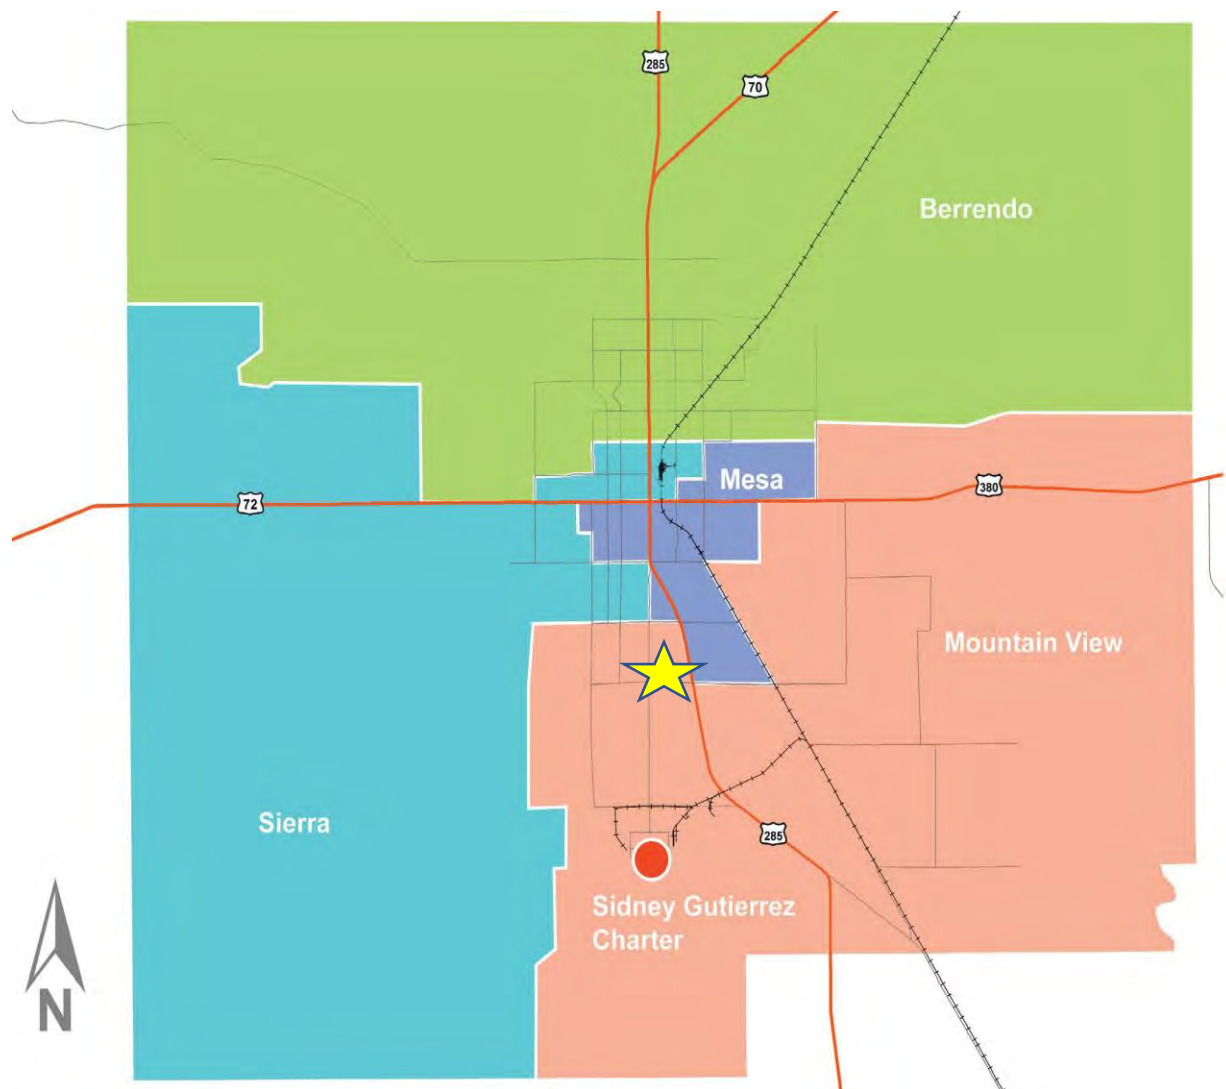 285
70
Berrendo
Mesa
380
72
Mountain View
Sierra
285
Sidney Gutierrez
Charter
N